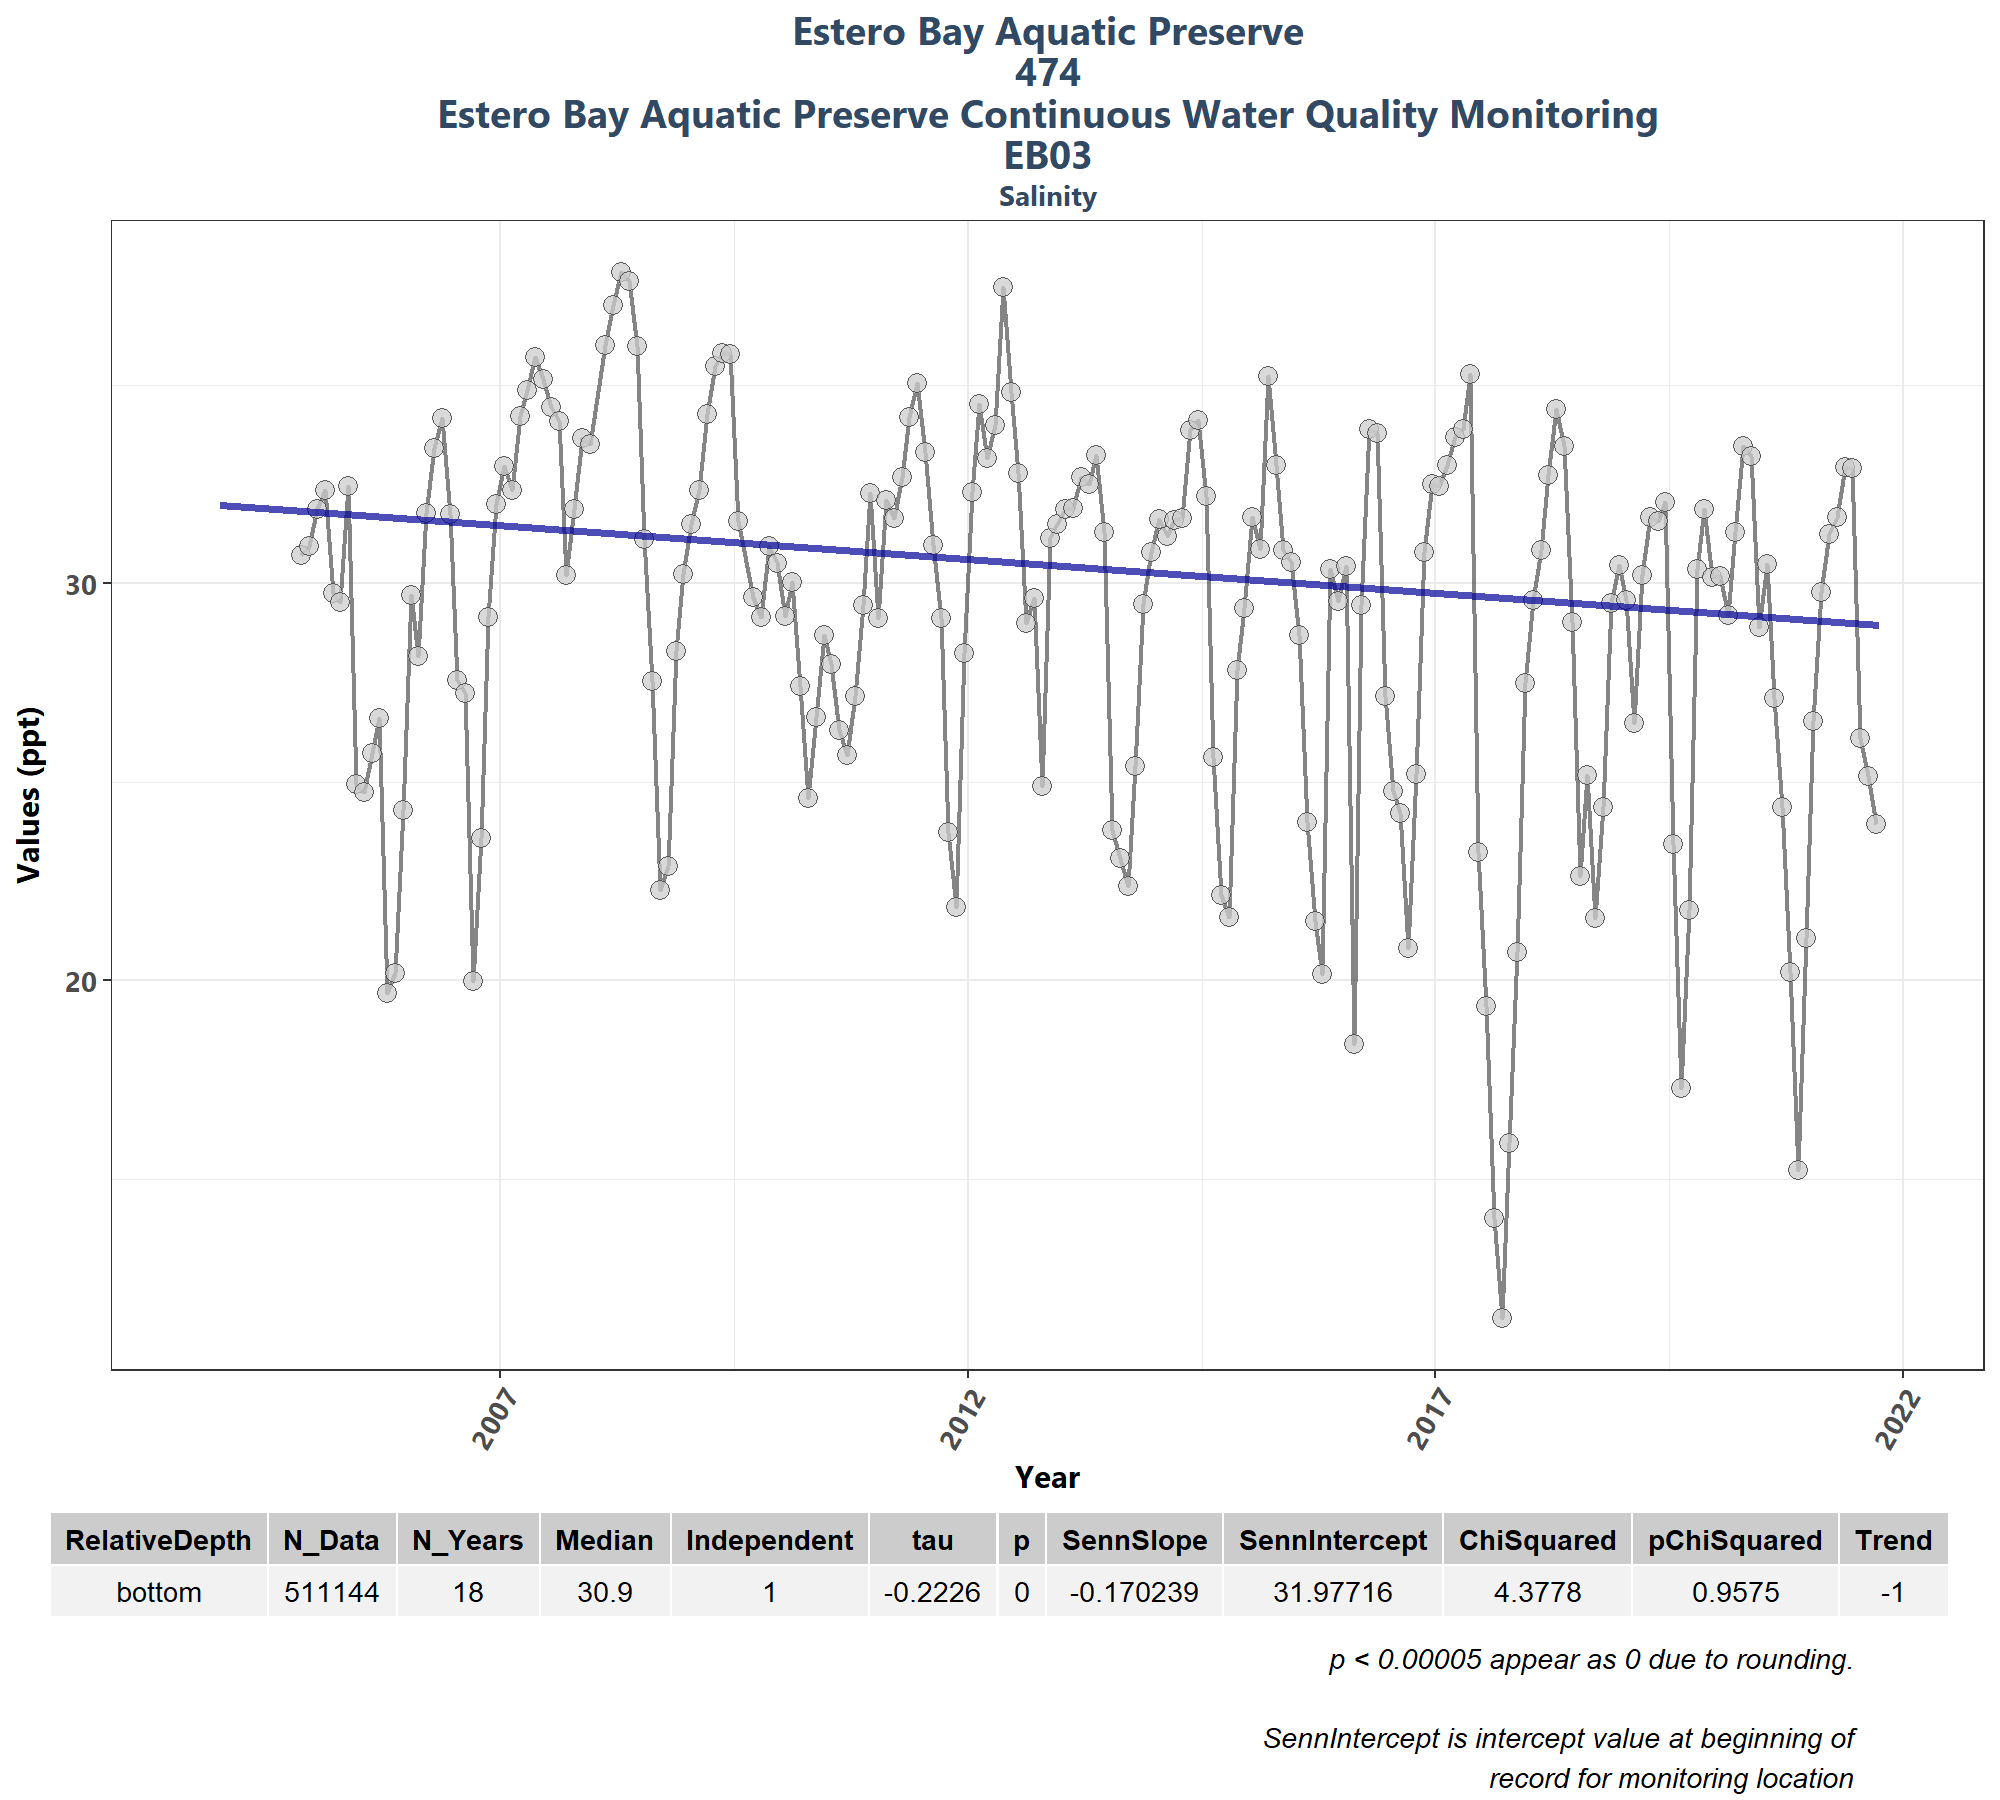 Estero Bay Aquatic Preserve
474
Estero Bay Aquatic Preserve Continuous Water Quality Monitoring
EB03
Salinity
Values (ppt)
30
20
2007 2012 2017 2022
Year
RelativeDepth N_Data N_Years Median Independent tau p SennSlope SennIntercept ChiSquared pChiSquared Trend
bottom 511144 18 30.9 1 -0.2226 0 -0.170239 31.97716 4.3778 0.9575 -1
p < 0.00005 appear as 0 due to rounding.
SennIntercept is intercept value at beginning of
record for monitoring location